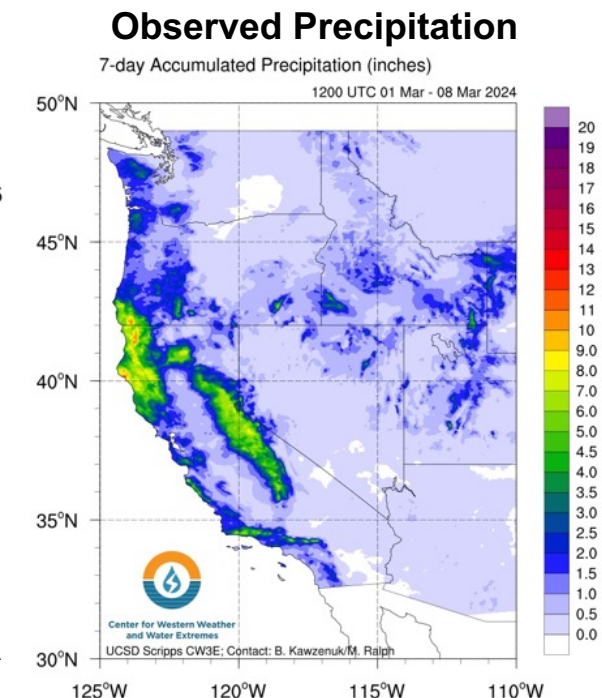 Observed Precipitation
7-day Accumulated Precipitation (inches)
1200 UTC 01 Mar - 08 Mar 2024
50°N
45°N
40°N
35°N
30°N
125°W
120°W
115°W
110°W
20
19
18
17
16
15
14
13
12
11
10
9.0
8.0
7.0
6.0
5.0
4.5
4.0
3.5
3.0
2.5
2.0
1.5
1.0
0.5
0.0
Center for Western Weather
and Water Extremes
UCSD Scripps CW3E; Contact: B. Kawzenuk/M. Ralph